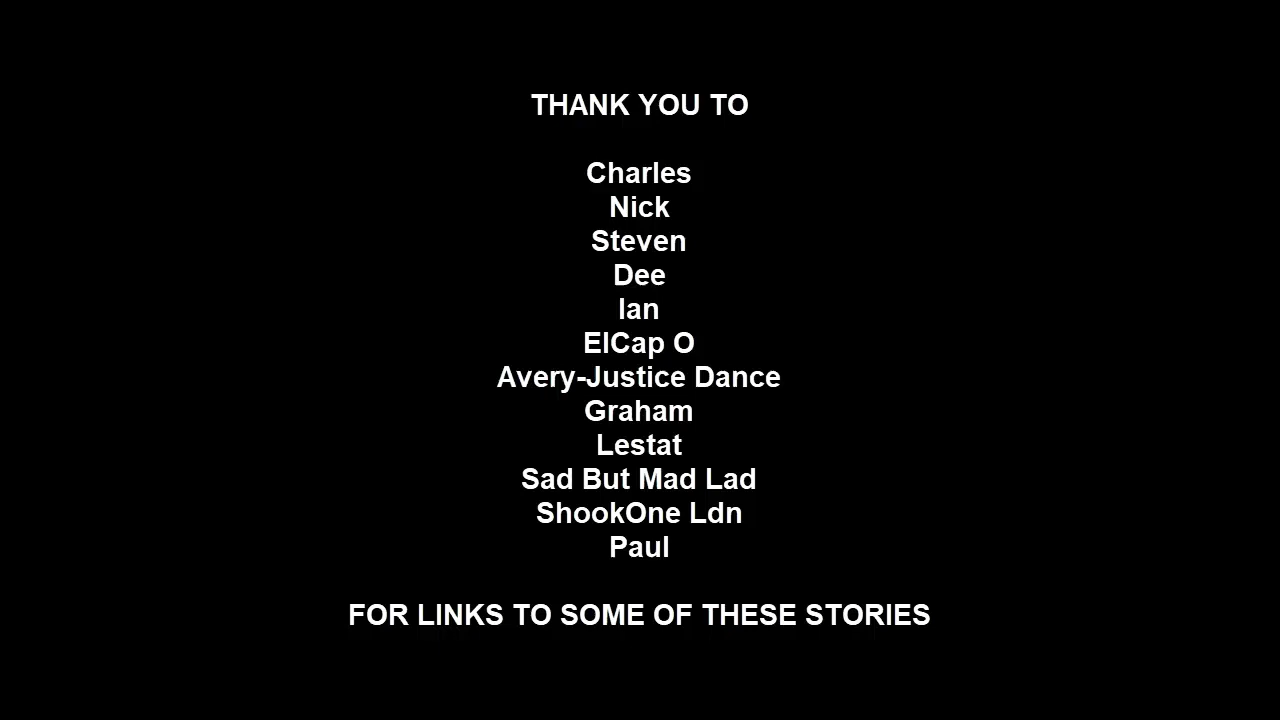 THANK YOU TO
Charles
Nick
Steven
Dee
Ian
ElCap O
Avery-Justice Dance
Graham
Lestat
Sad But Mad Lad
ShookOne Ldn
Paul
FOR LINKS TO SOME OF THESE STORIES